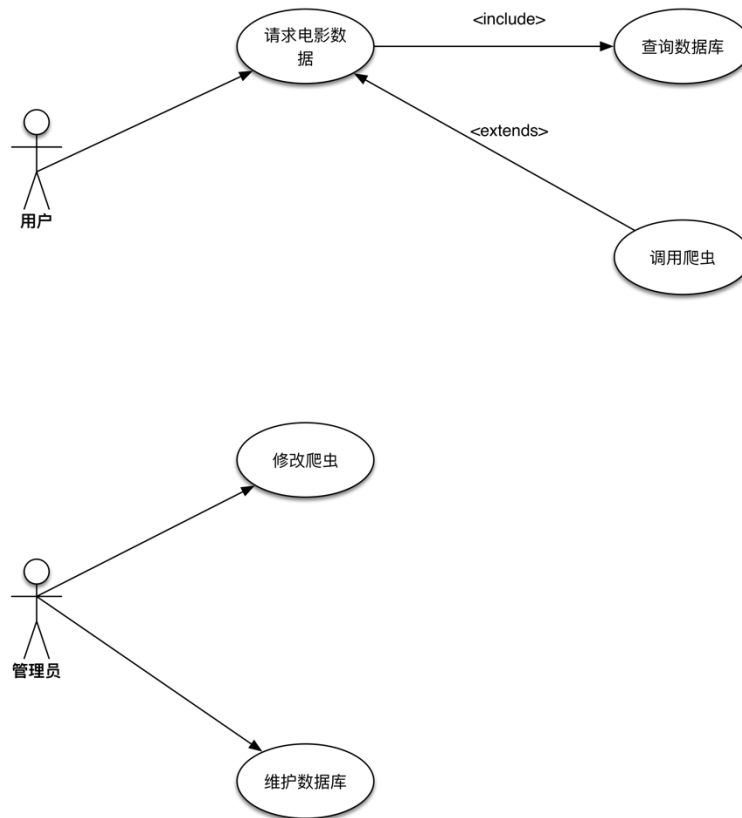 请求电影数
据
<include>
查询数据库
<extends>
用户
调用爬虫
修改爬虫
管理员
维护数据库